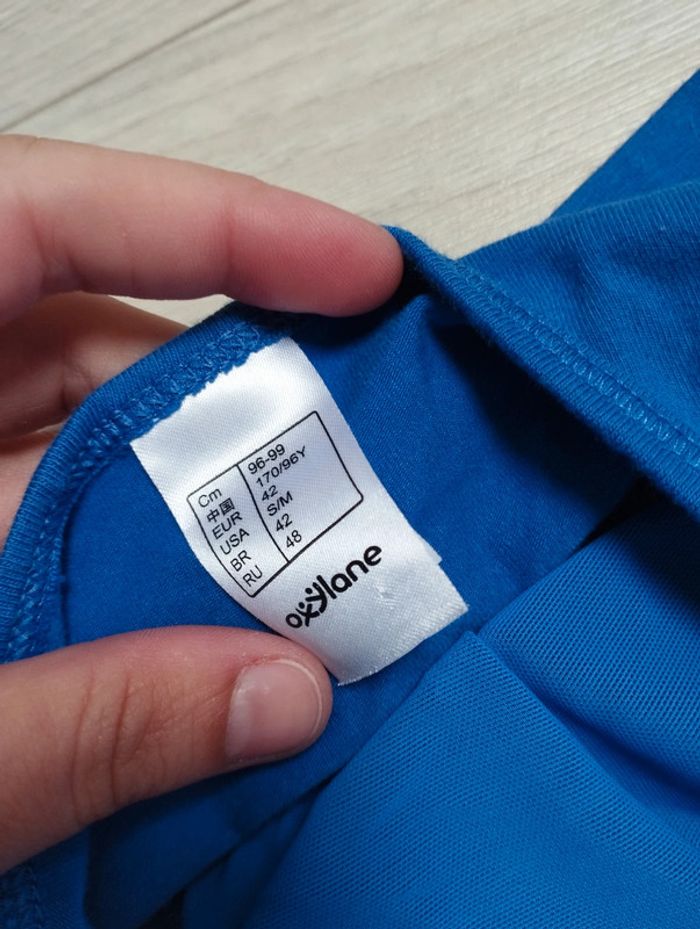 Cm 96-99
中国 170/96Y
EUR 42
USA S/M
BR 42
RU 48
oxylane